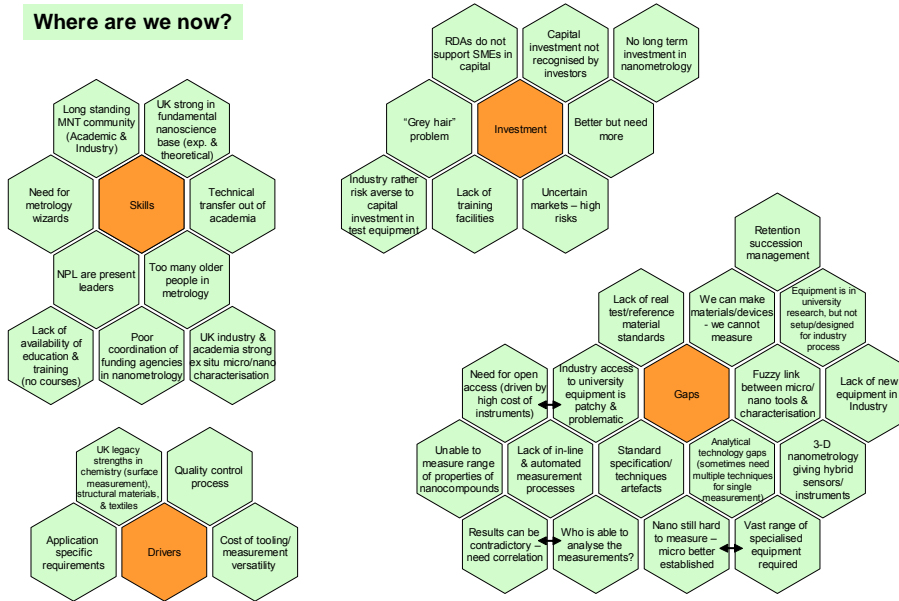 Where are we now?
RDAs do not
support SMEs in
capital
Capital
investment not
recognised by
investors
No long term
investment in
nanometrology
“Grey hair”
problem
Investment
Better but need
more
Industry rather
risk averse to
capital
investment in
test equipment
Lack of
training
facilities
Uncertain
markets – high
risks
Long standing
MNT community
(Academic &
Industry)
UK strong in
fundamental
nanoscience
base (exp. &
theoretical)
Need for
metrology
wizards
Skills
Technical
transfer out of
academia
NPL are present
leaders
Too many older
people in
metrology
Lack of
availability of
education &
training
(no courses)
Poor
coordination of
funding agencies
in nanometrology
UK industry &
academia strong
ex situ micro/nano
characterisation
Retention
succession
management
Lack of real
test/reference
material
standards
We can make
materials/devices
- we cannot
measure
Equipment is in
university
research, but not
setup/designed
for industry
process
Need for open
access (driven by
high cost of
instruments)
Industry access
to university
equipment is
patchy &
problematic
Gaps
Fuzzy link
between micro/
nano tools &
characterisation
Lack of new
equipment in
Industry
Unable to
measure range
of properties of
nanocompounds
Lack of in-line
& automated
measurement
processes
Standard
specification/
techniques
artefacts
Analytical
technology gaps
(sometimes need
multiple techniques
for single
measurement)
3-D
nanometrology
giving hybrid
sensors/
instruments
Results can be
contradictory –
need correlation
Who is able to
analyse the
measurements?
Nano still hard
to measure –
micro better
established
Vast range of
specialised
equipment
required
UK legacy
strengths in
chemistry (surface
measurement),
structural materials,
& textiles
Quality control
process
Application
specific
requirements
Drivers
Cost of tooling/
measurement
versatility